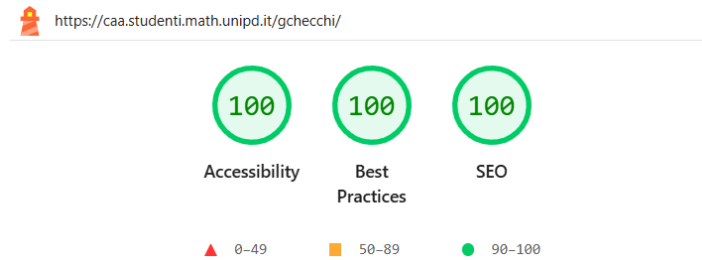 https://caa.studenti.math.unipd.it/gchecchi/
100 100 100
Accessibility Best SEO
Practices
0–49 50–89 90–100